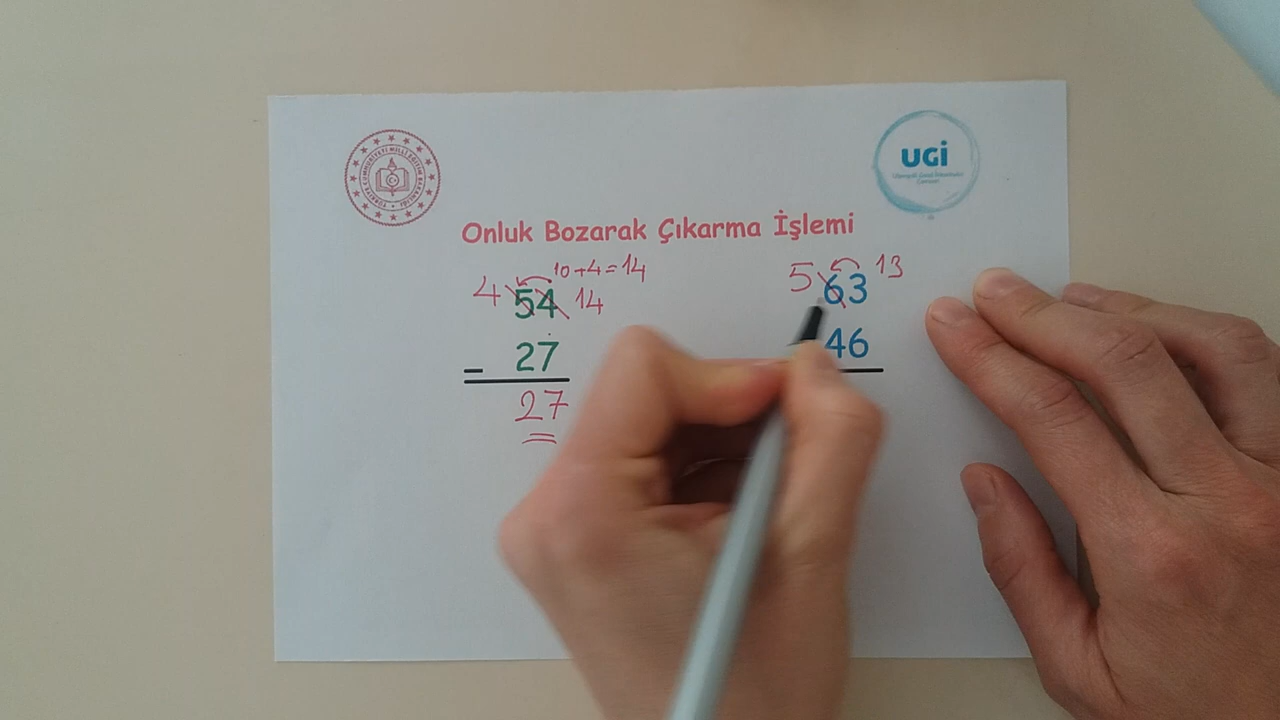 UGİ
Onluk Bozarak Çıkarma İşlemi
10+4=14
4 54 14
27
27
5 63 13
46